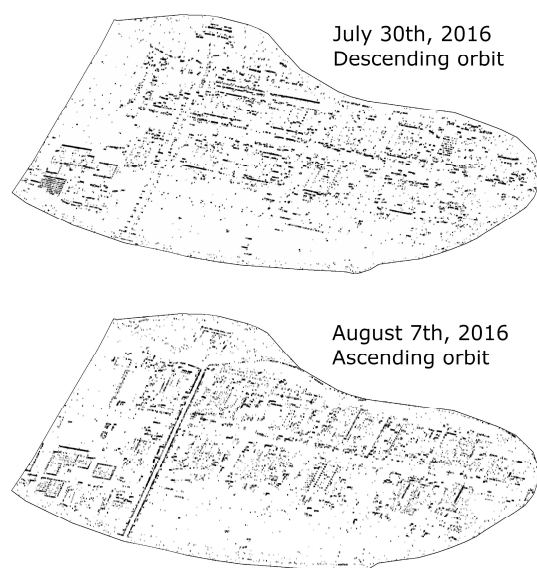 July 30th, 2016
Descending orbit
August 7th, 2016
Ascending orbit